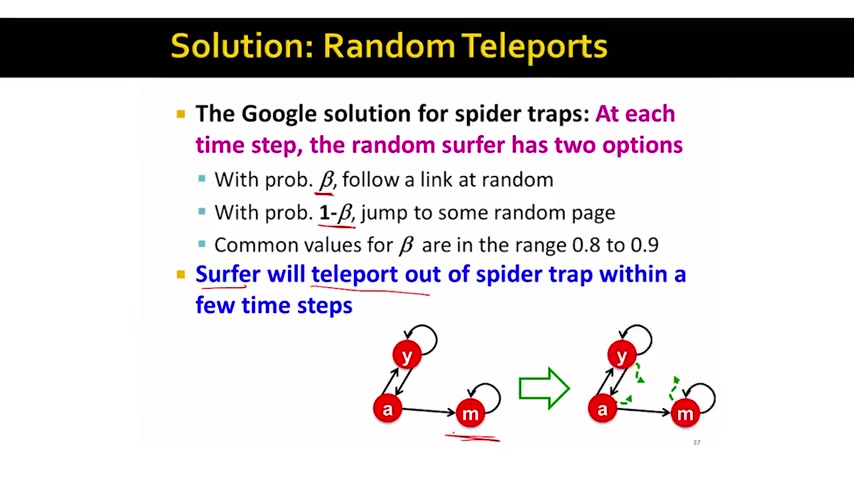 Solution: Random Teleports
The Google solution for spider traps: At each
time step, the random surfer has two options
With prob. β, follow a link at random
With prob. 1-β, jump to some random page
Common values for β are in the range 0.8 to 0.9
Surfer will teleport out of spider trap within a
few time steps
y y
a m a m
37